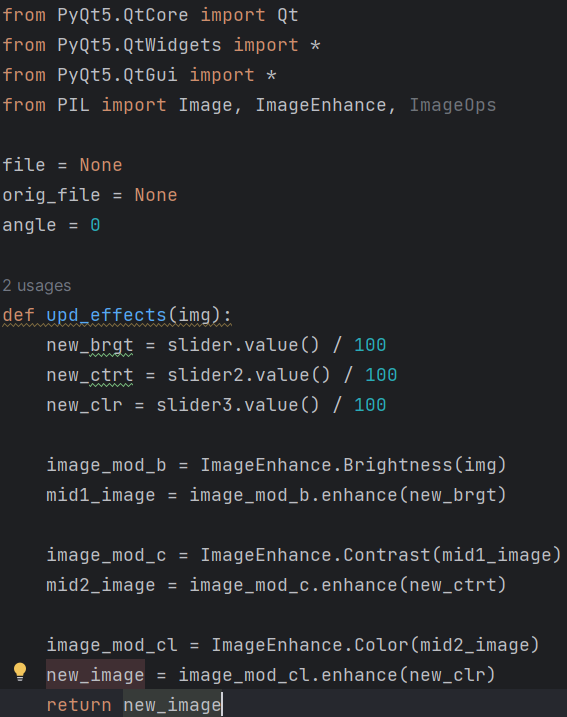 from PyQt5.QtCore import Qt
from PyQt5.QtWidgets import *
from PyQt5.QtGui import *
from PIL import Image, ImageEnhance, ImageOps
file = None
orig_file = None
angle = 0
2 usages
def upd_effects(img):
    new_brgt = slider.value() / 100
    new_ctrt = slider2.value() / 100
    new_clr = slider3.value() / 100
    image_mod_b = ImageEnhance.Brightness(img)
    mid1_image = image_mod_b.enhance(new_brgt)
    image_mod_c = ImageEnhance.Contrast(mid1_image)
    mid2_image = image_mod_c.enhance(new_ctrt)
    image_mod_cl = ImageEnhance.Color(mid2_image)
    new_image = image_mod_cl.enhance(new_clr)
    return new_image